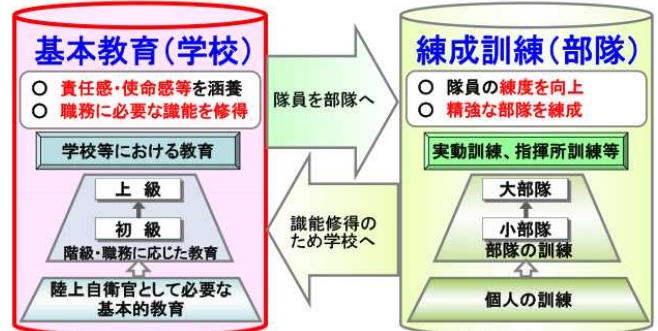 基本教育(学校)
○ 責任感・使命感等を涵養
○ 職務に必要な識能を修得
学校等における教育
上 級
初 級
階級・職務に応じた教育
陸上自衛官として必要な
基本的教育
隊員を部隊へ
識能修得の
ため学校へ
練成訓練(部隊)
○ 隊員の練度を向上
○ 精強な部隊を練成
実動訓練、指揮所訓練等
大部隊
小部隊
部隊の訓練
個人の訓練